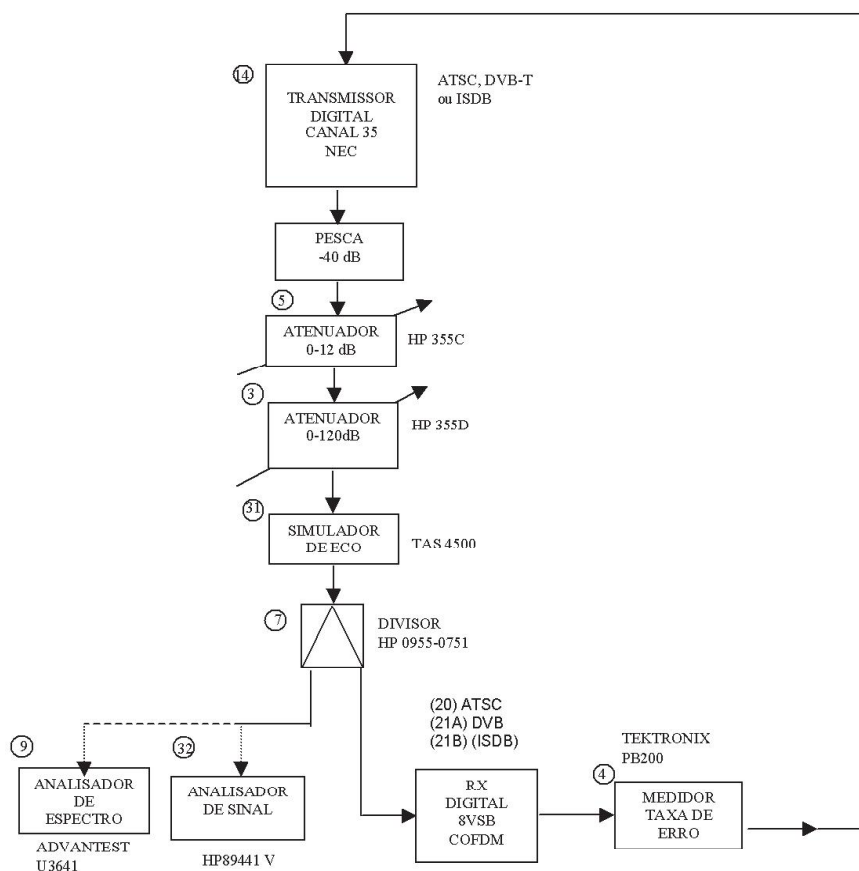 14
TRANSMISSOR
DIGITAL
CANAL 35
NEC
ATSC, DVB-T
ou ISDB
PESCA
-40 dB
5
ATENUADOR
0-12 dB
HP 355C
3
ATENUADOR
0-120dB
HP 355D
31
SIMULADOR
DE ECO
TAS 4500
7
DIVISOR
HP 0955-0751
9
ANALISADOR
DE
ESPECTRO
ADVANTEST
U3641
32
ANALISADOR
DE SINAL
HP89441 V
(20) ATSC
(21A) DVB
(21B) (ISDB)
RX
DIGITAL
8VSB
COFDM
TEKTRONIX
PB200
4
MEDIDOR
TAXA DE
ERRO